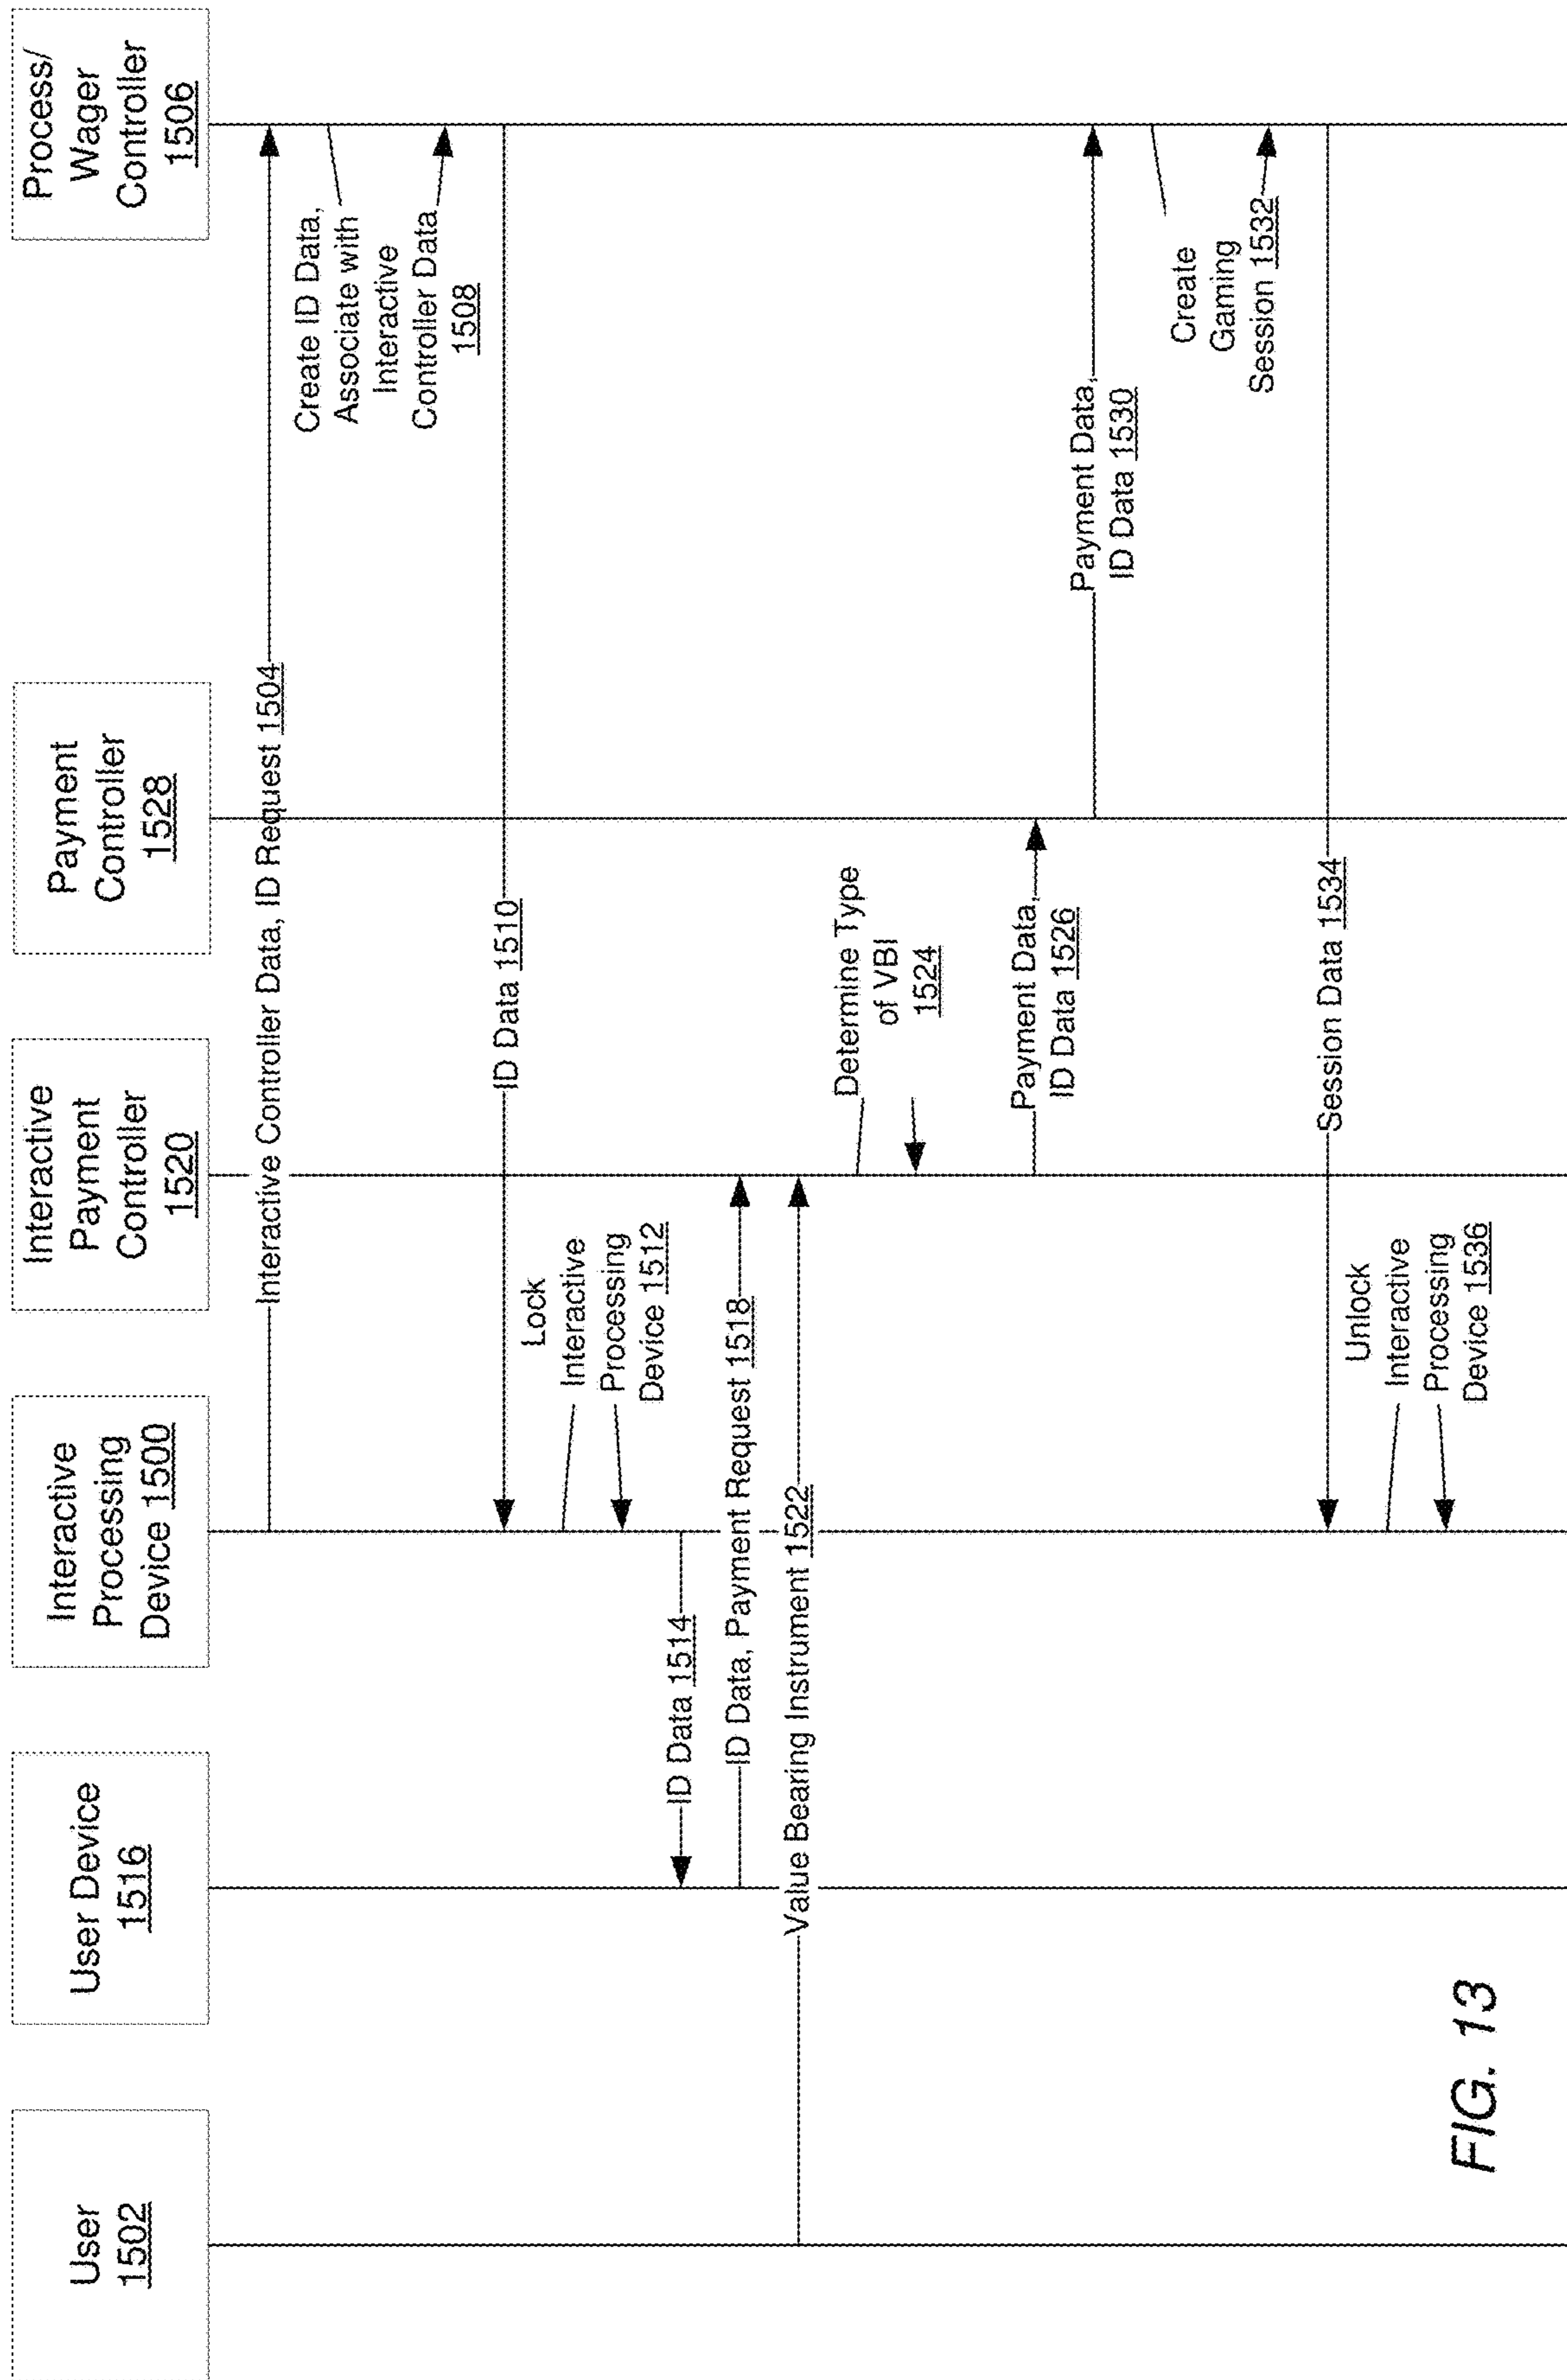 User
1502
User Device
1516
Interactive
Processing
Device 1500
Interactive
Payment
Controller
1520
Payment
Controller
1528
Process/
Wager
Controller
1506
Interactive Controller Data, ID Request 1504
Create ID Data,
Associate with
Interactive
Controller Data
1508
ID Data 1510
Lock
Interactive
Processing
Device 1512
ID Data 1514
ID Data, Payment Request 1518
Value Bearing Instrument 1522
Determine Type
of VBI
1524
Payment Data,
ID Data 1526
Payment Data,
ID Data 1530
Create
Gaming
Session 1532
Session Data 1534
Unlock
Interactive
Processing
Device 1536
FIG. 13